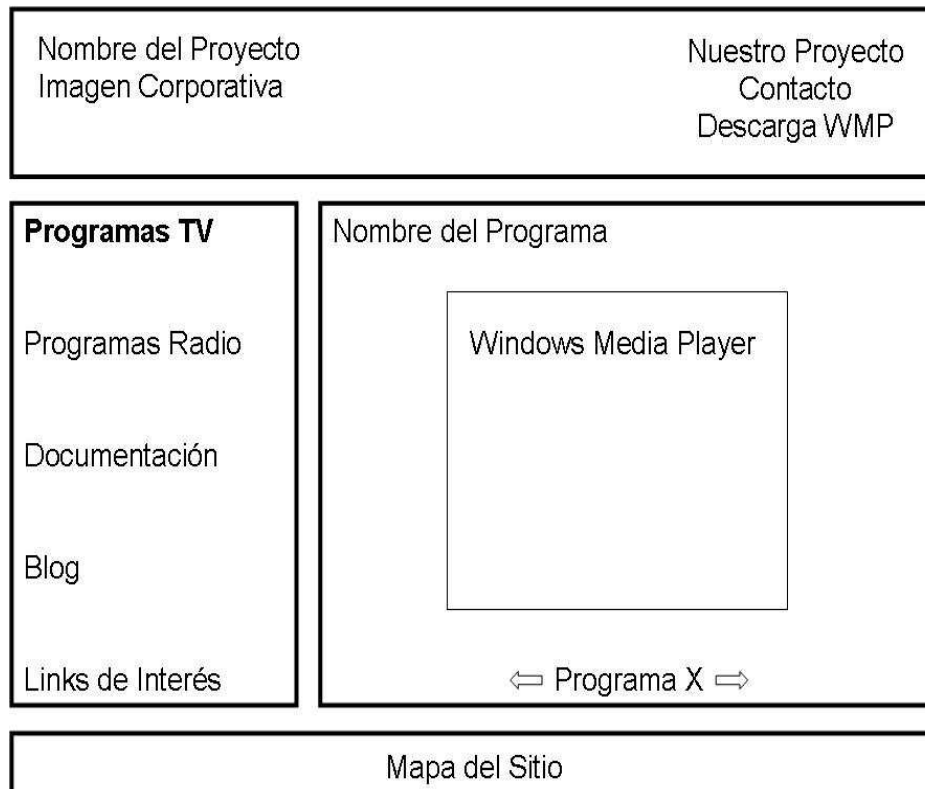 Nombre del Proyecto
Imagen Corporativa
Nuestro Proyecto
Contacto
Descarga WMP
Programas TV
Programas Radio
Documentación
Blog
Links de Interés
Nombre del Programa
Windows Media Player
⇦ Programa X ⇨
Mapa del Sitio